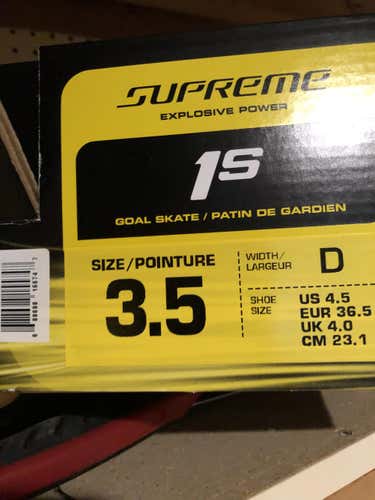 SUPREME
EXPLOSIVE POWER
1S
GOAL SKATE / PATIN DE GARDIEN
SIZE/POINTURE
3.5
WIDTH/
LARGEUR
D
SHOE
SIZE
US 4.5
EUR 36.5
UK 4.0
CM 23.1